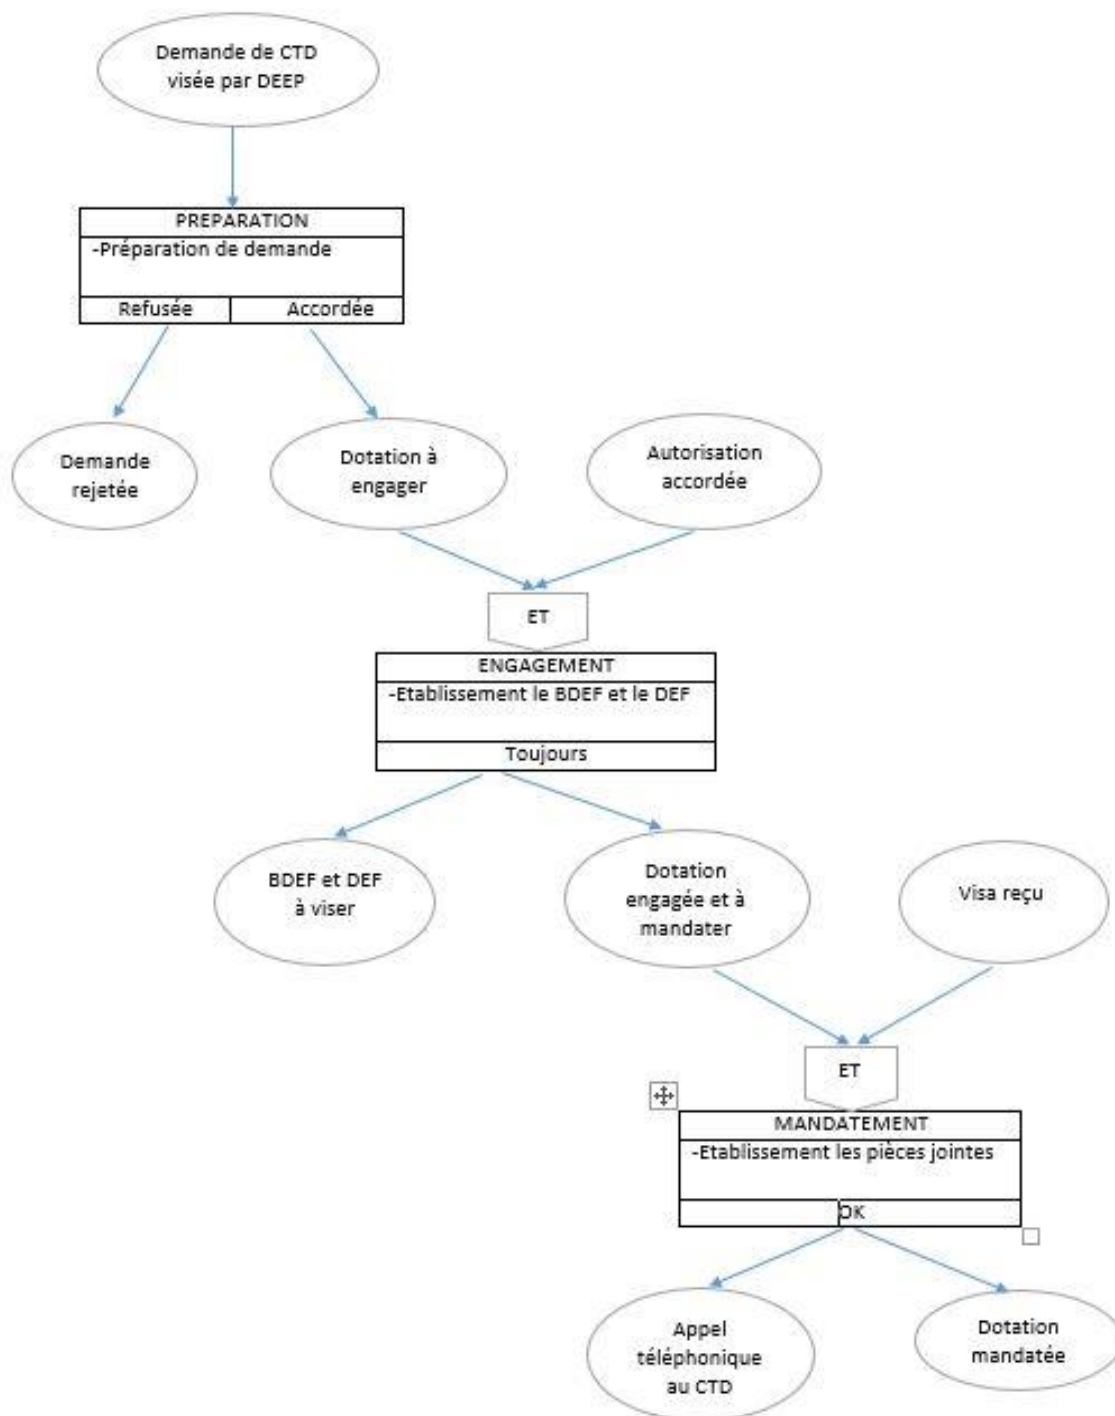 Demande de CTD
visée par DEEP
PREPARATION
-Préparation de demande
Refusée
Accordée
Demande
rejetée
Dotation à
engager
Autorisation
accordée
ET
ENGAGEMENT
-Etablissement le BDEF et le DEF
Toujours
BDEF et DEF
à viser
Dotation
engagée et à
mandater
Visa reçu
ET
MANDATEMENT
-Etablissement les pièces jointes
OK
Appel
téléphonique
au CTD
Dotation
mandatée